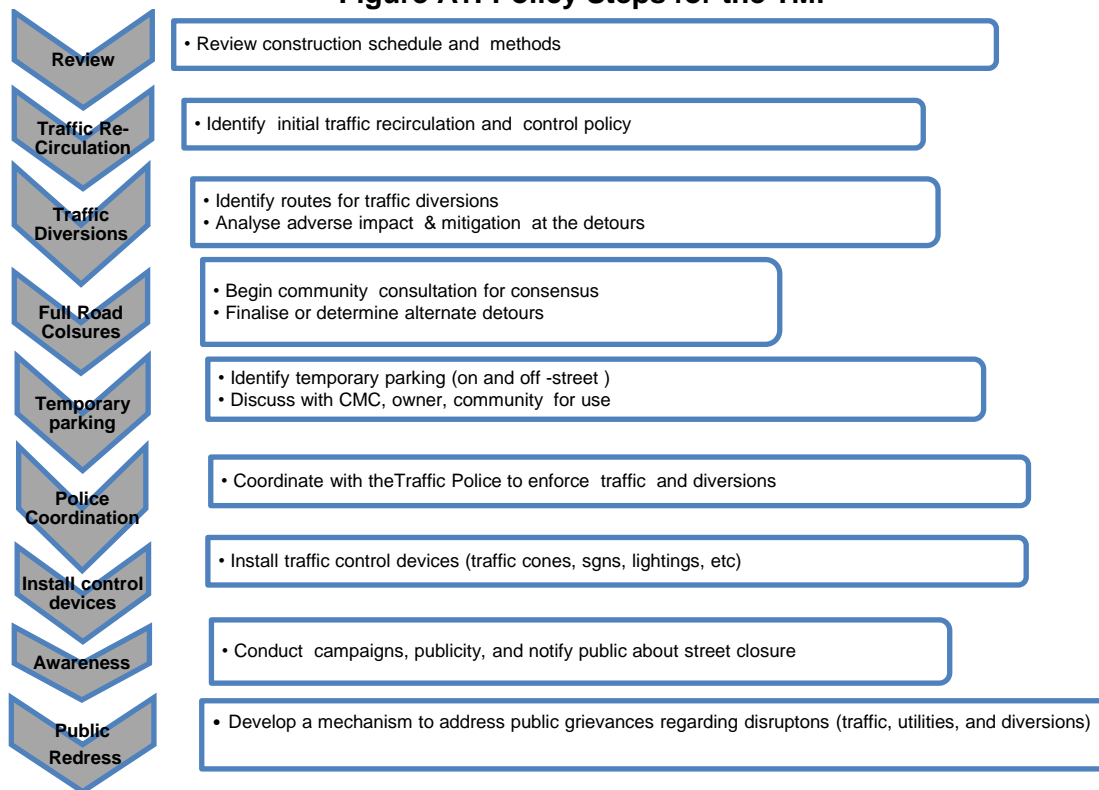 Figure A1: Policy Steps for the TMP
Review
• Review construction schedule and methods
Traffic Re-
Circulation
• Identify initial traffic recirculation and control policy
Traffic
Diversions
• Identify routes for traffic diversions
• Analyse adverse impact & mitigation at the detours
Full Road
Colsures
• Begin community consultation for consensus
• Finalise or determine alternate detours
Temporary
parking
• Identify temporary parking (on and off -street )
• Discuss with CMC, owner, community for use
Police
Coordination
• Coordinate with theTraffic Police to enforce traffic and diversions
Install control
devices
• Install traffic control devices (traffic cones, sgns, lightings, etc)
Awareness
• Conduct campaigns, publicity, and notify public about street closure
Public
Redress
• Develop a mechanism to address public grievances regarding disruptons (traffic, utilities, and diversions)